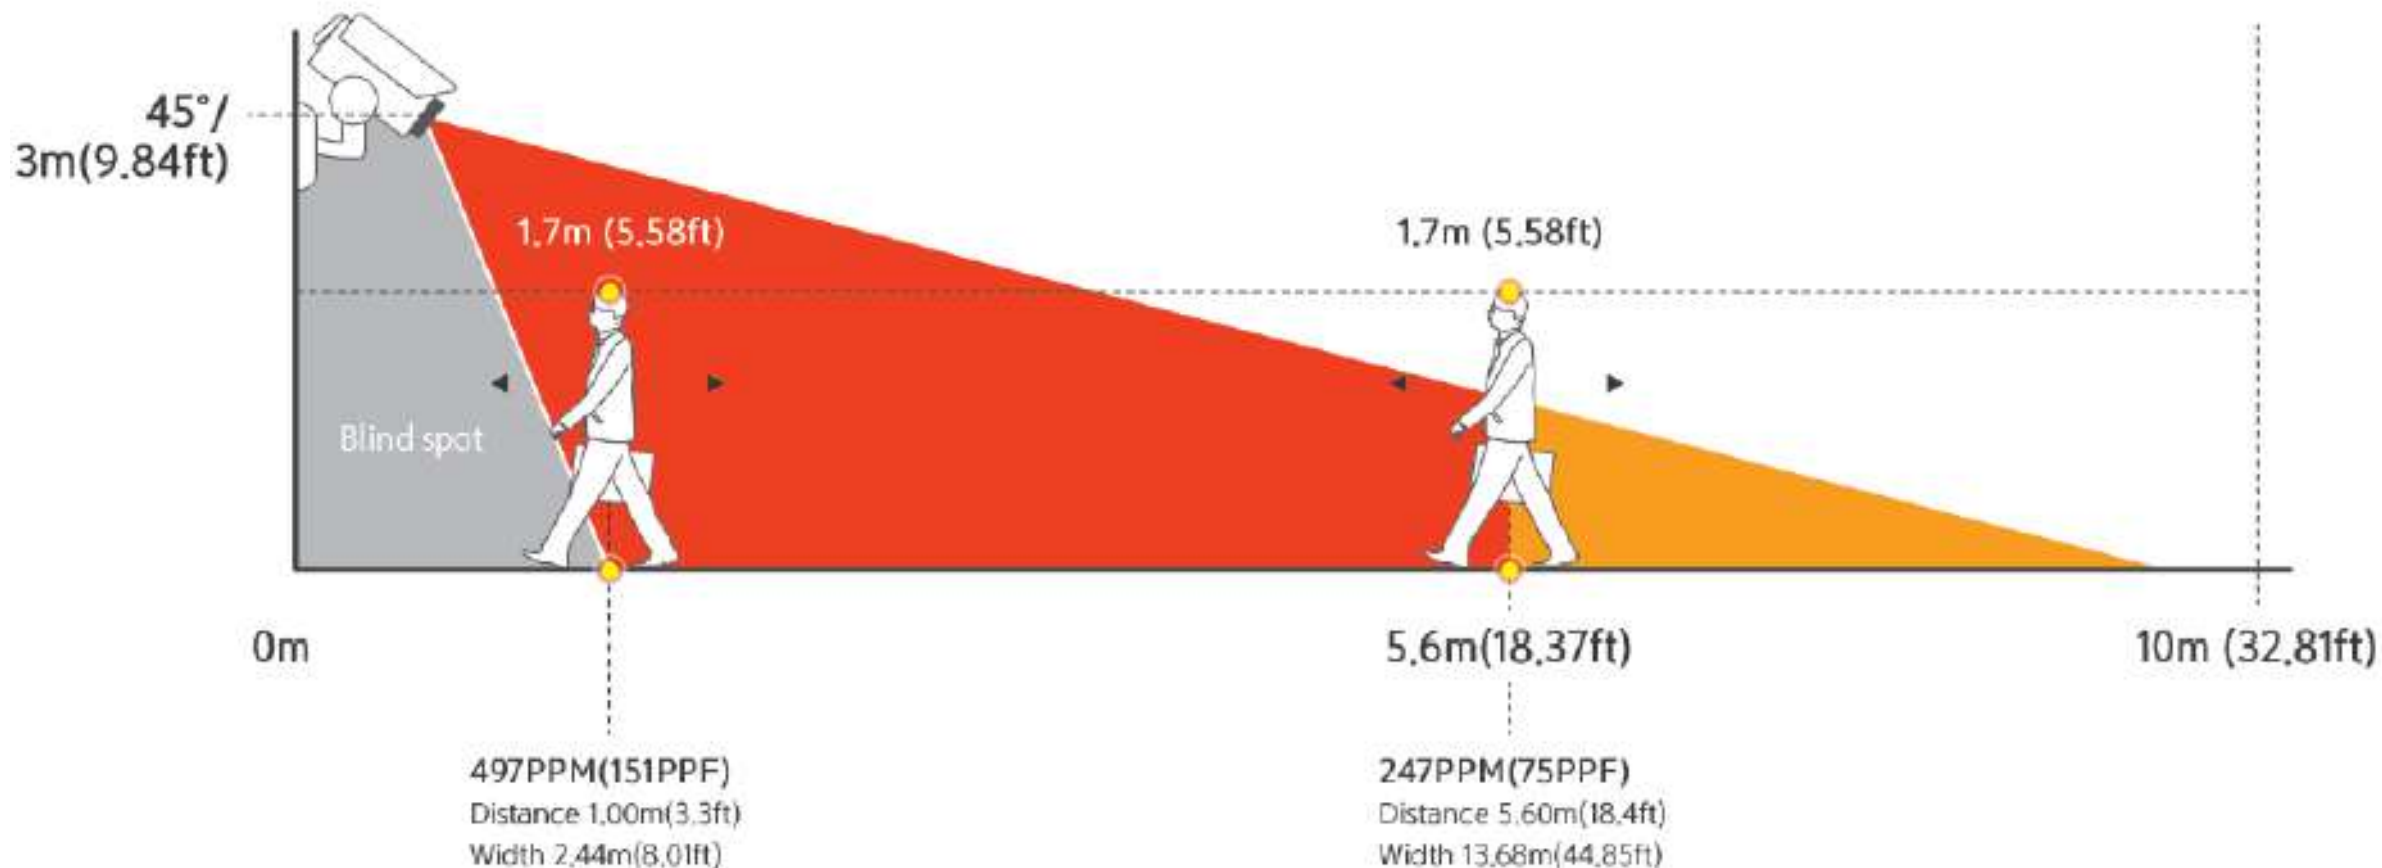 45°/
3m(9.84ft)
1.7m (5.58ft)
1.7m (5.58ft)
Blind spot
0m
5.6m(18.37ft)
10m (32.81ft)
497PPM(151PPF)
Distance 1.00m(3.3ft)
Width 2.44m(8.01ft)
247PPM(75PPF)
Distance 5.60m(18.4ft)
Width 13.68m(44.85ft)